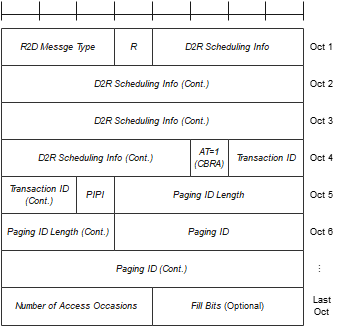 R2D Messge Type R D2R Scheduling Info Oct 1
D2R Scheduling Info (Cont.) Oct 2
D2R Scheduling Info (Cont.) Oct 3
D2R Scheduling Info (Cont.) AT=1 (CBRA) Transaction ID Oct 4
Transaction ID (Cont.) PIPI Paging ID Length Oct 5
Paging ID Length (Cont.) Paging ID Oct 6
Paging ID (Cont.) ⋮
Number of Access Occasions Fill Bits (Optional) Last Oct